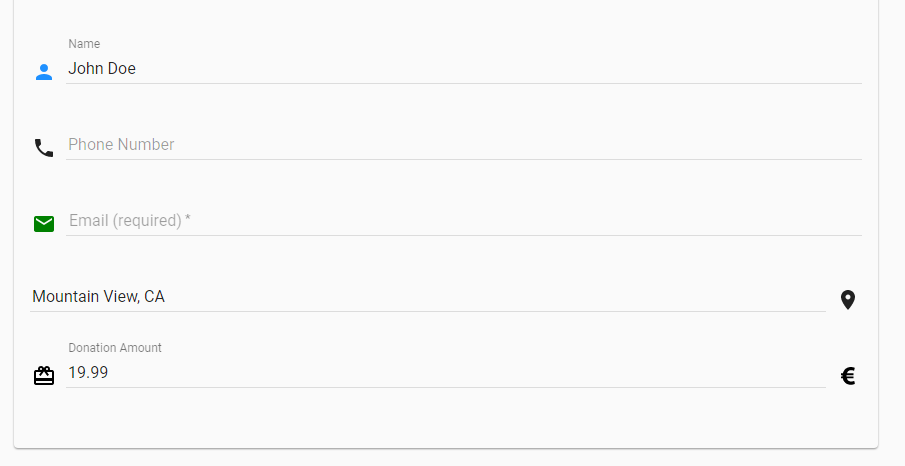 Name
John Doe
Phone Number
Email (required) *
Mountain View, CA
Donation Amount
19.99
€